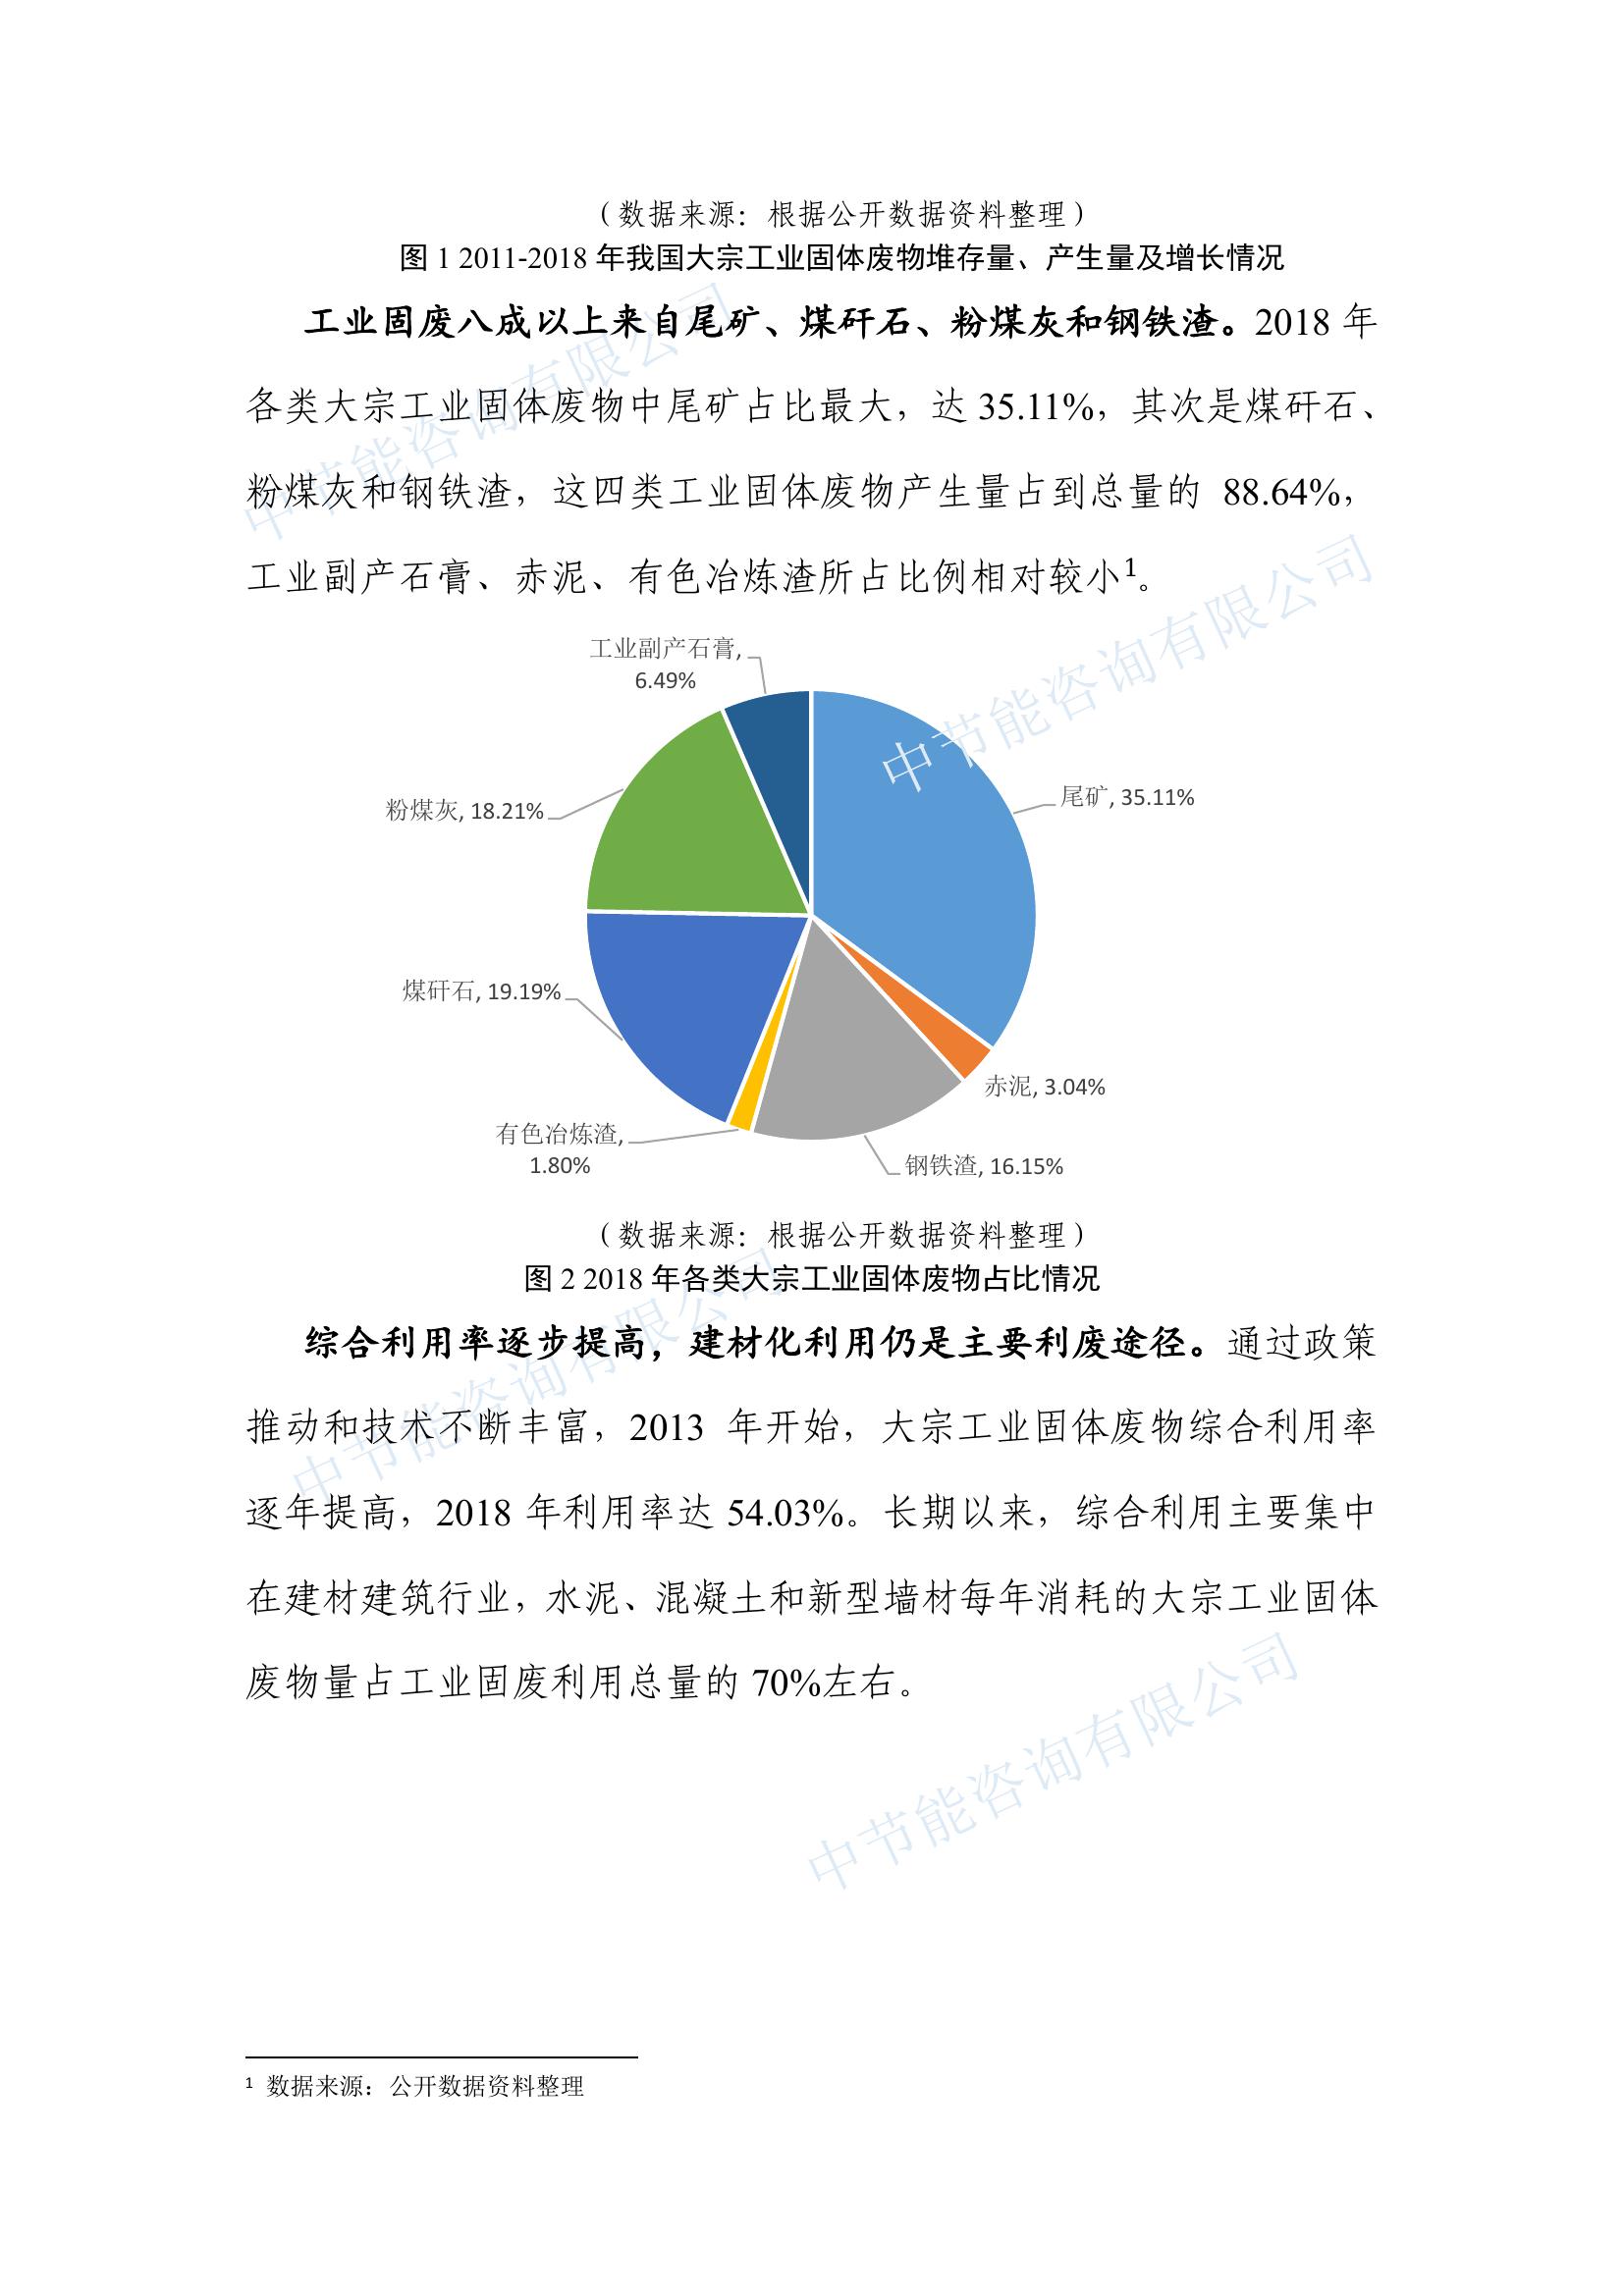 （数据来源：根据公开数据资料整理）
图 1 2011-2018 年我国大宗工业固体废物堆存量、产生量及增长情况
工业固废八成以上来自尾矿、煤矸石、粉煤灰和钢铁渣。2018 年
各类大宗工业固体废物中尾矿占比最大，达 35.11%，其次是煤矸石、
粉煤灰和钢铁渣，这四类工业固体废物产生量占到总量的 88.64%，
工业副产石膏、赤泥、有色冶炼渣所占比例相对较小1。
工业副产石膏,
6.49%
尾矿, 35.11%
粉煤灰, 18.21%
煤矸石, 19.19%
赤泥, 3.04%
有色冶炼渣,
1.80%
钢铁渣, 16.15%
（数据来源：根据公开数据资料整理）
图 2 2018 年各类大宗工业固体废物占比情况
综合利用率逐步提高，建材化利用仍是主要利废途径。通过政策
推动和技术不断丰富，2013 年开始，大宗工业固体废物综合利用率
逐年提高，2018 年利用率达 54.03%。长期以来，综合利用主要集中
在建材建筑行业，水泥、混凝土和新型墙材每年消耗的大宗工业固体
废物量占工业固废利用总量的 70%左右。
1 数据来源：公开数据资料整理
中节能咨询有限公司
中节能咨询有限公司
中节能咨询有限公司
中节能咨询有限公司